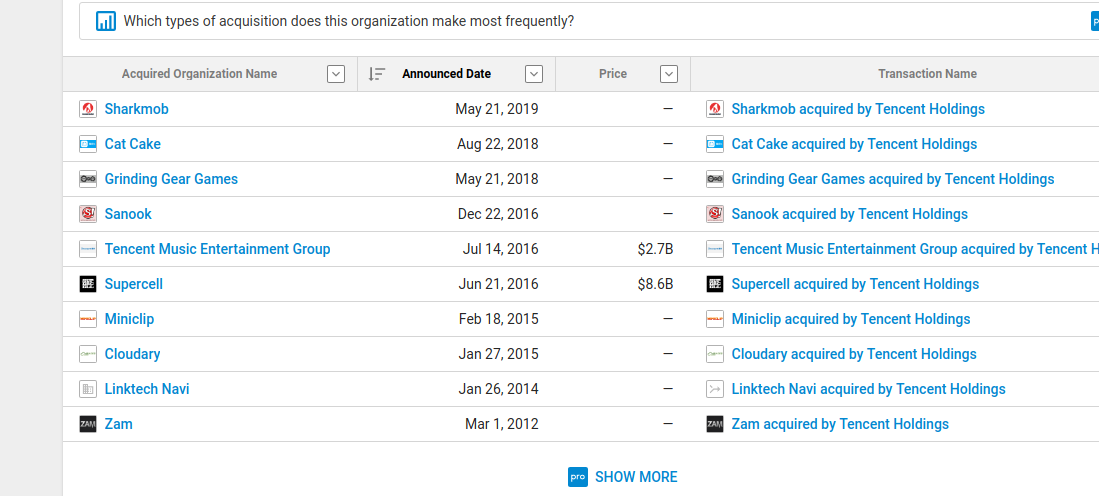 Which types of acquisition does this organization make most frequently?
Acquired Organization Name Announced Date Price Transaction Name
Sharkmob May 21, 2019 — Sharkmob acquired by Tencent Holdings
Cat Cake Aug 22, 2018 — Cat Cake acquired by Tencent Holdings
Grinding Gear Games May 21, 2018 — Grinding Gear Games acquired by Tencent Holdings
Sanook Dec 22, 2016 — Sanook acquired by Tencent Holdings
Tencent Music Entertainment Group Jul 14, 2016 $2.7B Tencent Music Entertainment Group acquired by Tencent H
Supercell Jun 21, 2016 $8.6B Supercell acquired by Tencent Holdings
Miniclip Feb 18, 2015 — Miniclip acquired by Tencent Holdings
Cloudary Jan 27, 2015 — Cloudary acquired by Tencent Holdings
Linktech Navi Jan 26, 2014 — Linktech Navi acquired by Tencent Holdings
ZAM Zam Mar 1, 2012 — ZAM Zam acquired by Tencent Holdings
pro SHOW MORE